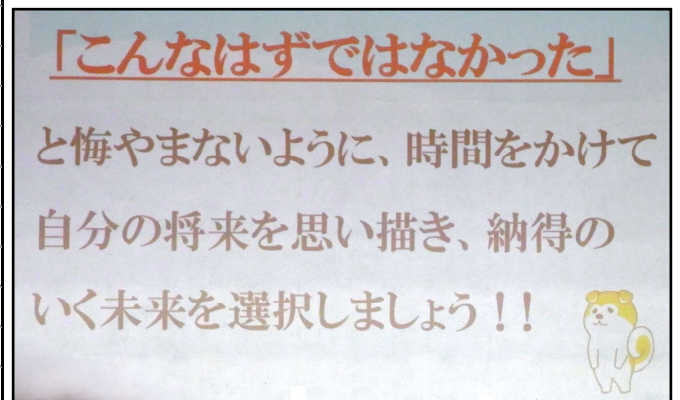 「こんなはずではなかった」
と悔やまないように、時間をかけて
自分の将来を思い描き、納得の
いく未来を選択しましょう！！